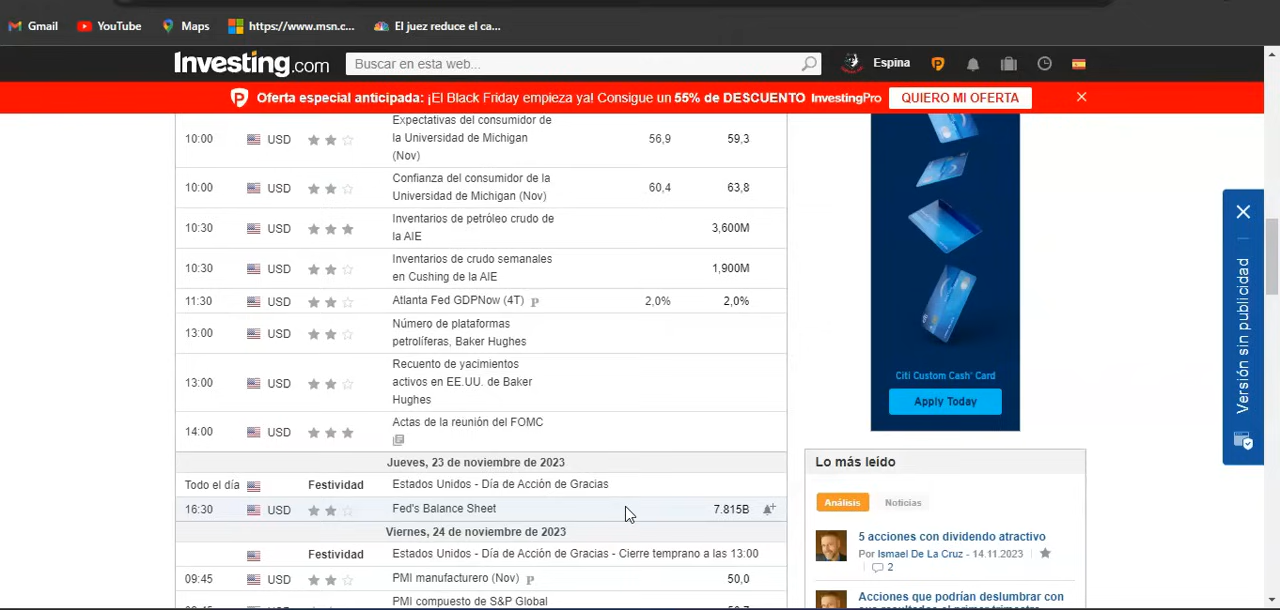 Gmail
YouTube
Maps
https://www.msn.c...
El juez reduce el ca...
Investing.com
Buscar en esta web...
Espina
Oferta especial anticipada: ¡El Black Friday empieza ya! Consigue un 55% de DESCUENTO InvestingPro
QUIERO MI OFERTA
10:00 USD Expectativas del consumidor de
la Universidad de Michigan
(Nov) 56,9 59,3
10:00 USD Confianza del consumidor de la
Universidad de Michigan (Nov) 60,4 63,8
10:30 USD Inventarios de petróleo crudo de
la AIE 3,600M
10:30 USD Inventarios de crudo semanales
en Cushing de la AIE 1,900M
11:30 USD Atlanta Fed GDPNow (4T) P 2,0% 2,0%
13:00 USD Número de plataformas
petrolíferas, Baker Hughes
13:00 USD Recuento de yacimientos
activos en EE.UU. de Baker
Hughes
14:00 USD Actas de la reunión del FOMC
Jueves, 23 de noviembre de 2023
Todo el día Festividad Estados Unidos - Día de Acción de Gracias
16:30 USD Fed's Balance Sheet 7.815B
Viernes, 24 de noviembre de 2023
Festividad Estados Unidos - Día de Acción de Gracias - Cierre temprano a las 13:00
09:45 USD PMI manufacturero (Nov) P 50,0
PMI compuesto de S&P Global
Citi Custom Cash® Card
Apply Today
Versión sin publicidad
Lo más leído
Análisis
Noticias
5 acciones con dividendo atractivo
Por Ismael De La Cruz - 14.11.2023
2
Acciones que podrían deslumbrar con